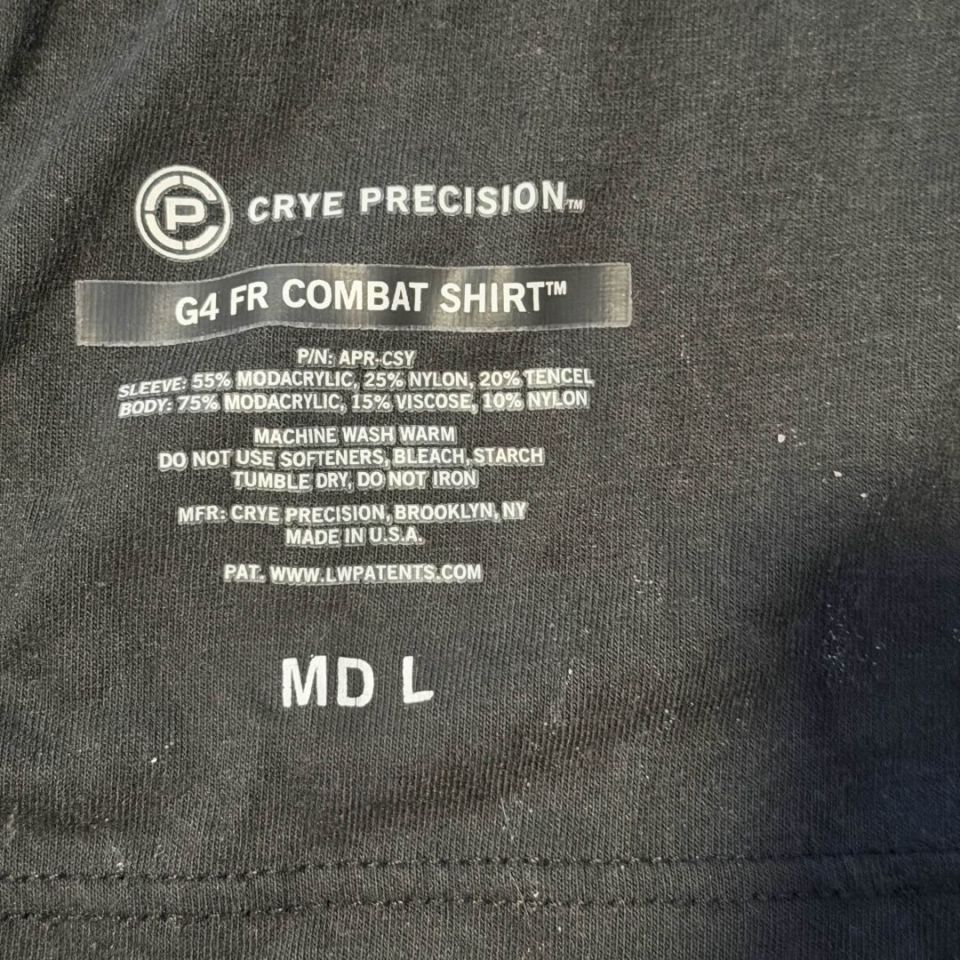 CP CRYE PRECISION™
G4 FR COMBAT SHIRT™
P/N: APR-CSY
SLEEVE: 55% MODACRYLIC, 25% NYLON, 20% TENCEL
BODY: 75% MODACRYLIC, 15% VISCOSE, 10% NYLON
MACHINE WASH WARM
DO NOT USE SOFTENERS, BLEACH, STARCH
TUMBLE DRY, DO NOT IRON
MFR: CRYE PRECISION, BROOKLYN, NY
MADE IN U.S.A.
PAT. WWW.LWPATENTS.COM
MD L